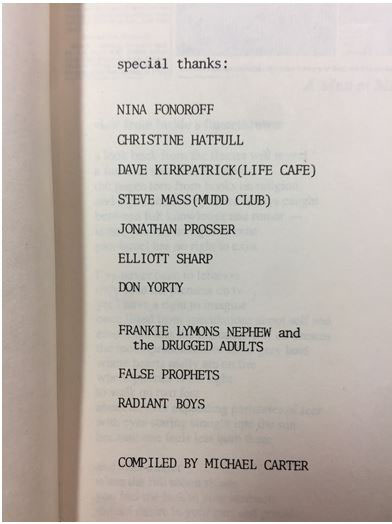 special thanks:
NINA FONOROFF
CHRISTINE HATFULL
DAVE KIRKPATRICK(LIFE CAFE)
STEVE MASS(MUDD CLUB)
JONATHAN PROSSER
ELLIOTT SHARP
DON YORTY
FRANKIE LYMONS NEPHEW and
the DRUGGED ADULTS
FALSE PROPHETS
RADIANT BOYS
COMPILED BY MICHAEL CARTER